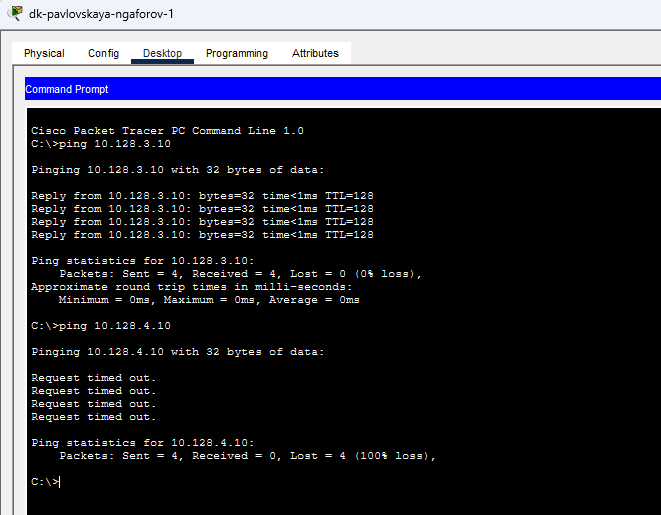 dk-pavlovskaya-ngaforov-1
Physical Config Desktop Programming Attributes
Command Prompt
Cisco Packet Tracer PC Command Line 1.0
C:\>ping 10.128.3.10
Pinging 10.128.3.10 with 32 bytes of data:
Reply from 10.128.3.10: bytes=32 time<1ms TTL=128
Reply from 10.128.3.10: bytes=32 time<1ms TTL=128
Reply from 10.128.3.10: bytes=32 time<1ms TTL=128
Reply from 10.128.3.10: bytes=32 time<1ms TTL=128
Ping statistics for 10.128.3.10:
Packets: Sent = 4, Received = 4, Lost = 0 (0% loss),
Approximate round trip times in milli-seconds:
Minimum = 0ms, Maximum = 0ms, Average = 0ms
C:\>ping 10.128.4.10
Pinging 10.128.4.10 with 32 bytes of data:
Request timed out.
Request timed out.
Request timed out.
Request timed out.
Ping statistics for 10.128.4.10:
Packets: Sent = 4, Received = 0, Lost = 4 (100% loss),
C:\>